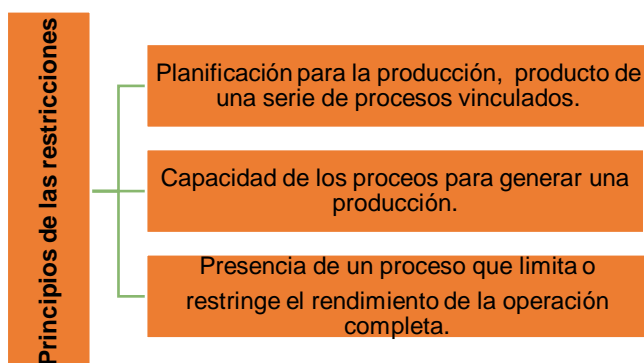 Principios de las restricciones
Planificación para la producción, producto de
una serie de procesos vinculados.
Capacidad de los proceos para generar una
producción.
Presencia de un proceso que limita o
restringe el rendimiento de la operación
completa.